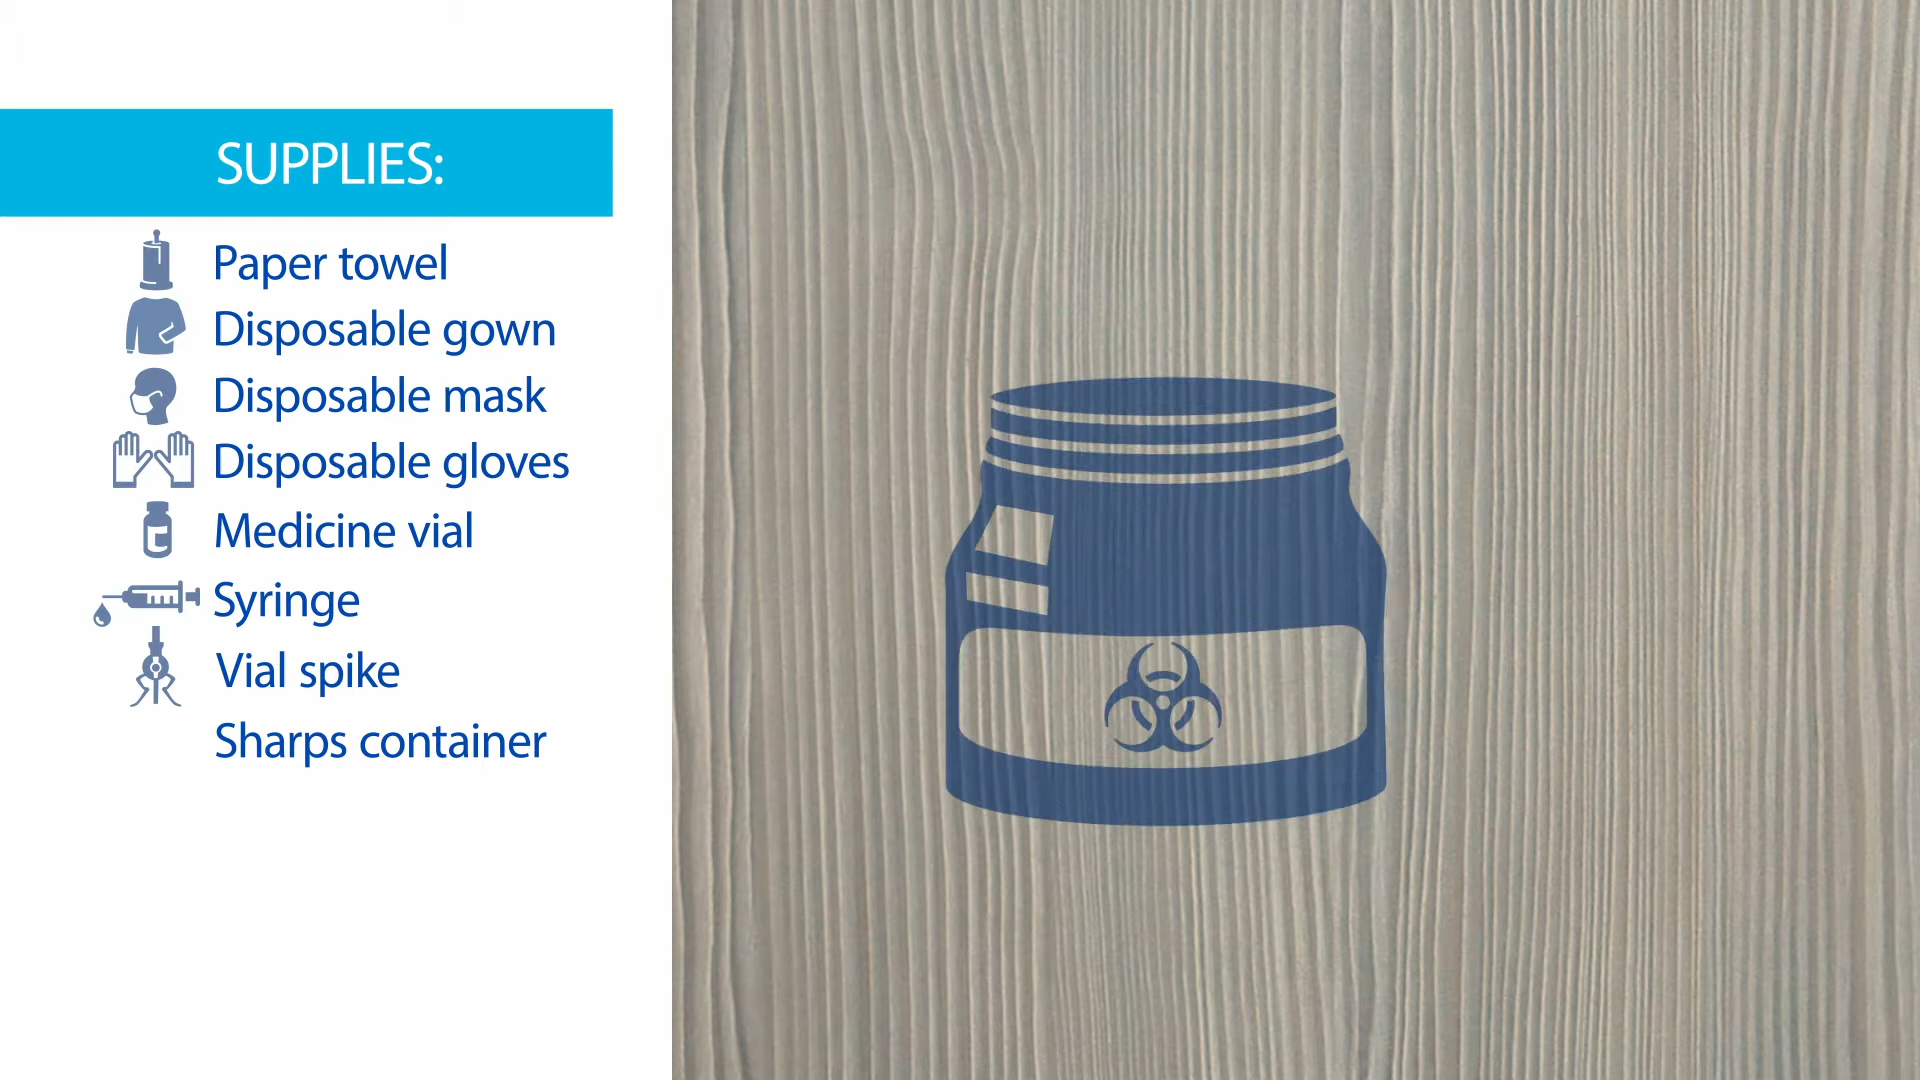 SUPPLIES:
Paper towel
Disposable gown
Disposable mask
Disposable gloves
Medicine vial
Syringe
Vial spike
Sharps container